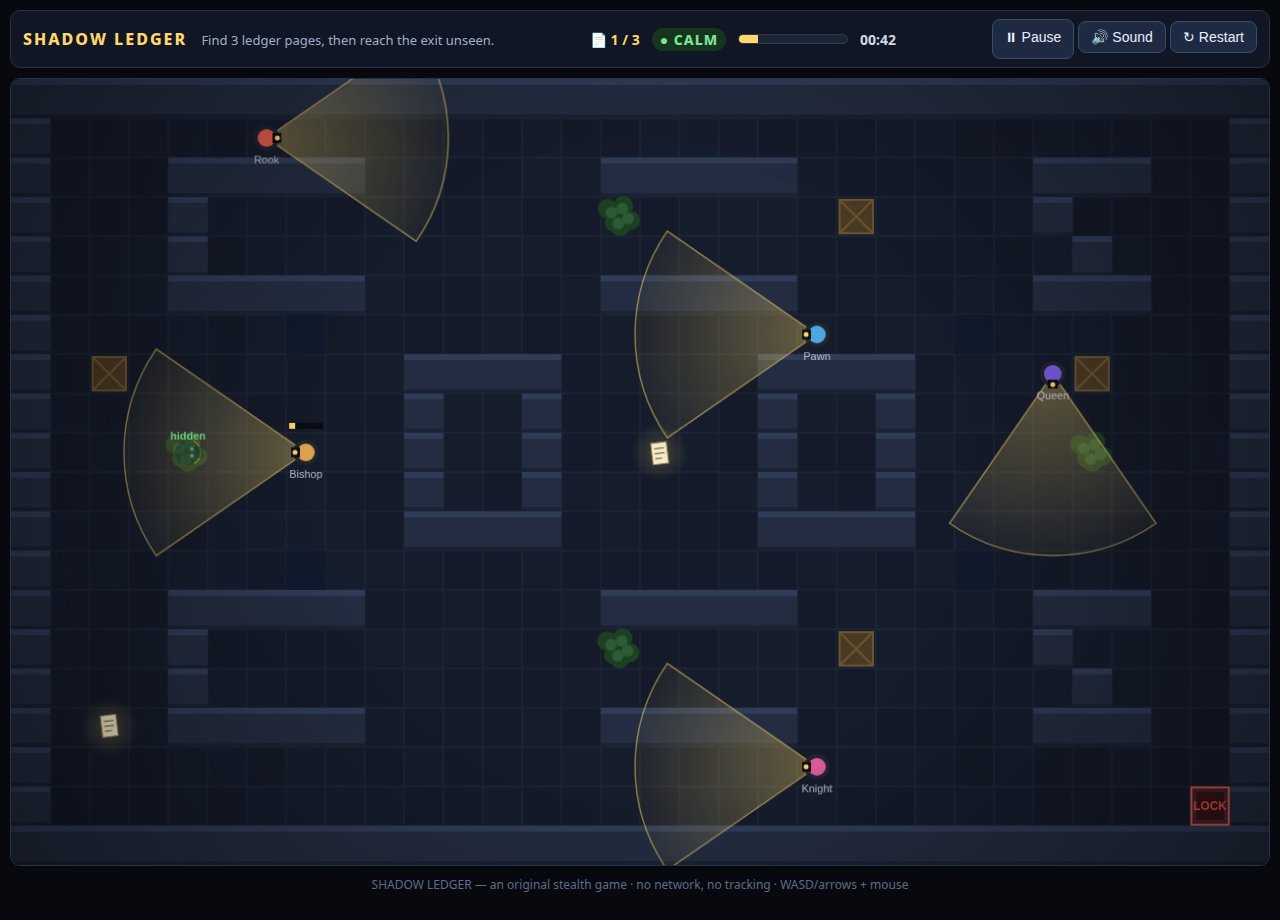 SHADOW LEDGER
Find 3 ledger pages, then reach the exit unseen.
1 / 3
CALM
00:42
Pause
Sound
Restart
Rook
Pawn
Queen
hidden
Bishop
Knight
LOCK
SHADOW LEDGER — an original stealth game · no network, no tracking · WASD/arrows + mouse